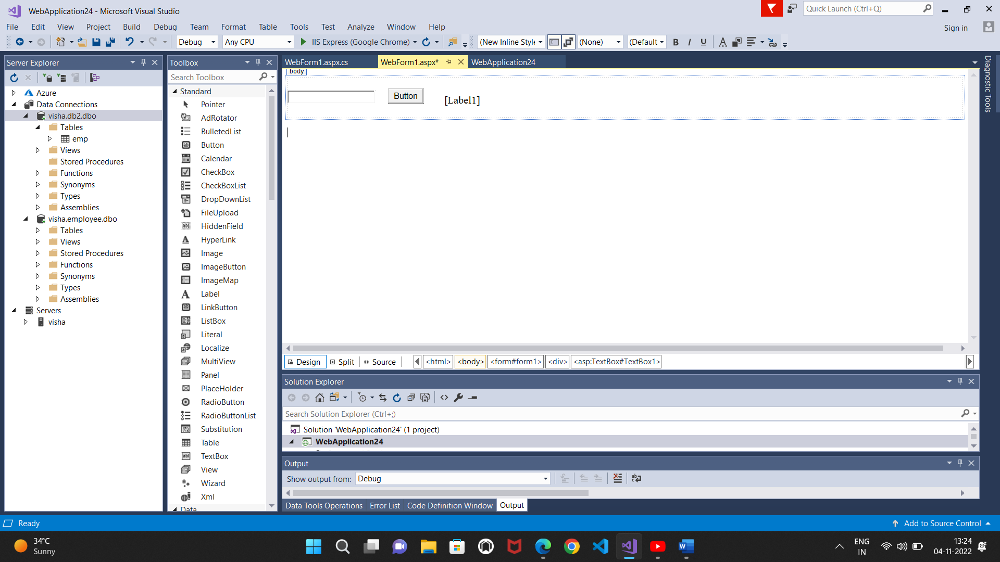 WebApplication24 - Microsoft Visual Studio
Quick Launch (Ctrl+Q)
File Edit View Project Build Debug Team Format Table Tools Test Analyze Window Help
Sign in
Debug Any CPU IIS Express (Google Chrome) (New Inline Style (None) (Default B I U A
Server Explorer
Azure
Data Connections
visha.db2.dbo
Tables
emp
Views
Stored Procedures
Functions
Synonyms
Types
Assemblies
visha.employee.dbo
Tables
Views
Stored Procedures
Functions
Synonyms
Types
Assemblies
Servers
visha
Toolbox
Search Toolbox
Standard
Pointer
AdRotator
BulletedList
Button
Calendar
CheckBox
CheckBoxList
DropDownList
FileUpload
HiddenField
HyperLink
Image
ImageButton
ImageMap
Label
LinkButton
ListBox
Literal
Localize
MultiView
Panel
PlaceHolder
RadioButton
RadioButtonList
Substitution
Table
TextBox
View
Wizard
Xml
Data
WebForm1.aspx.cs WebForm1.aspx* WebApplication24
body
Button [Label1]
Design Split Source <html> <body> <form#form1> <div> <asp:TextBox#TextBox1>
Solution Explorer
Search Solution Explorer (Ctrl+;)
Solution 'WebApplication24' (1 project)
WebApplication24
Output
Show output from: Debug
Data Tools Operations Error List Code Definition Window Output
Diagnostic Tools
Ready
Add to Source Control
34°C
Sunny
ENG
IN
13:24
04-11-2022